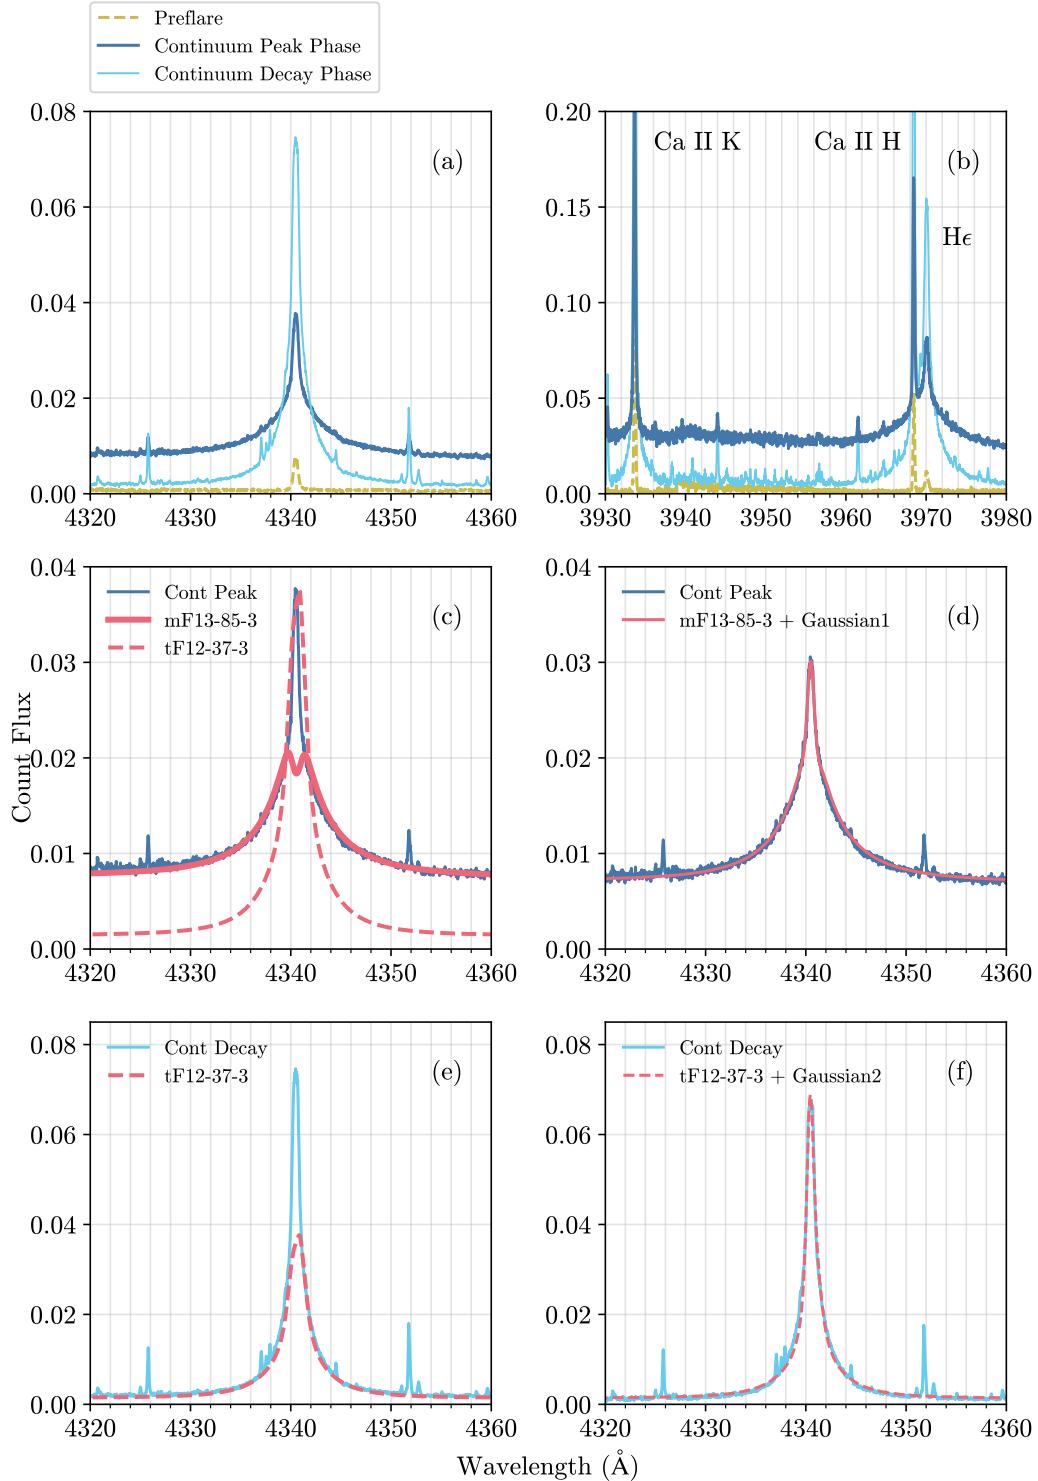 Preflare
Continuum Peak Phase
Continuum Decay Phase
0.08
0.06
0.04
0.02
0.00
4320 4330 4340 4350 4360
(a)
0.20
0.15
0.10
0.05
0.00
3930 3940 3950 3960 3970 3980
Ca II K
Ca II H
(b)
Hϵ
0.04
0.03
0.02
0.01
0.00
4320 4330 4340 4350 4360
Cont Peak
mF13-85-3
tF12-37-3
(c)
0.04
0.03
0.02
0.01
0.00
4320 4330 4340 4350 4360
Cont Peak
mF13-85-3 + Gaussian1
(d)
Count Flux
0.08
0.06
0.04
0.02
0.00
4320 4330 4340 4350 4360
Cont Decay
tF12-37-3
(e)
0.08
0.06
0.04
0.02
0.00
4320 4330 4340 4350 4360
Cont Decay
tF12-37-3 + Gaussian2
(f)
Wavelength (Å)